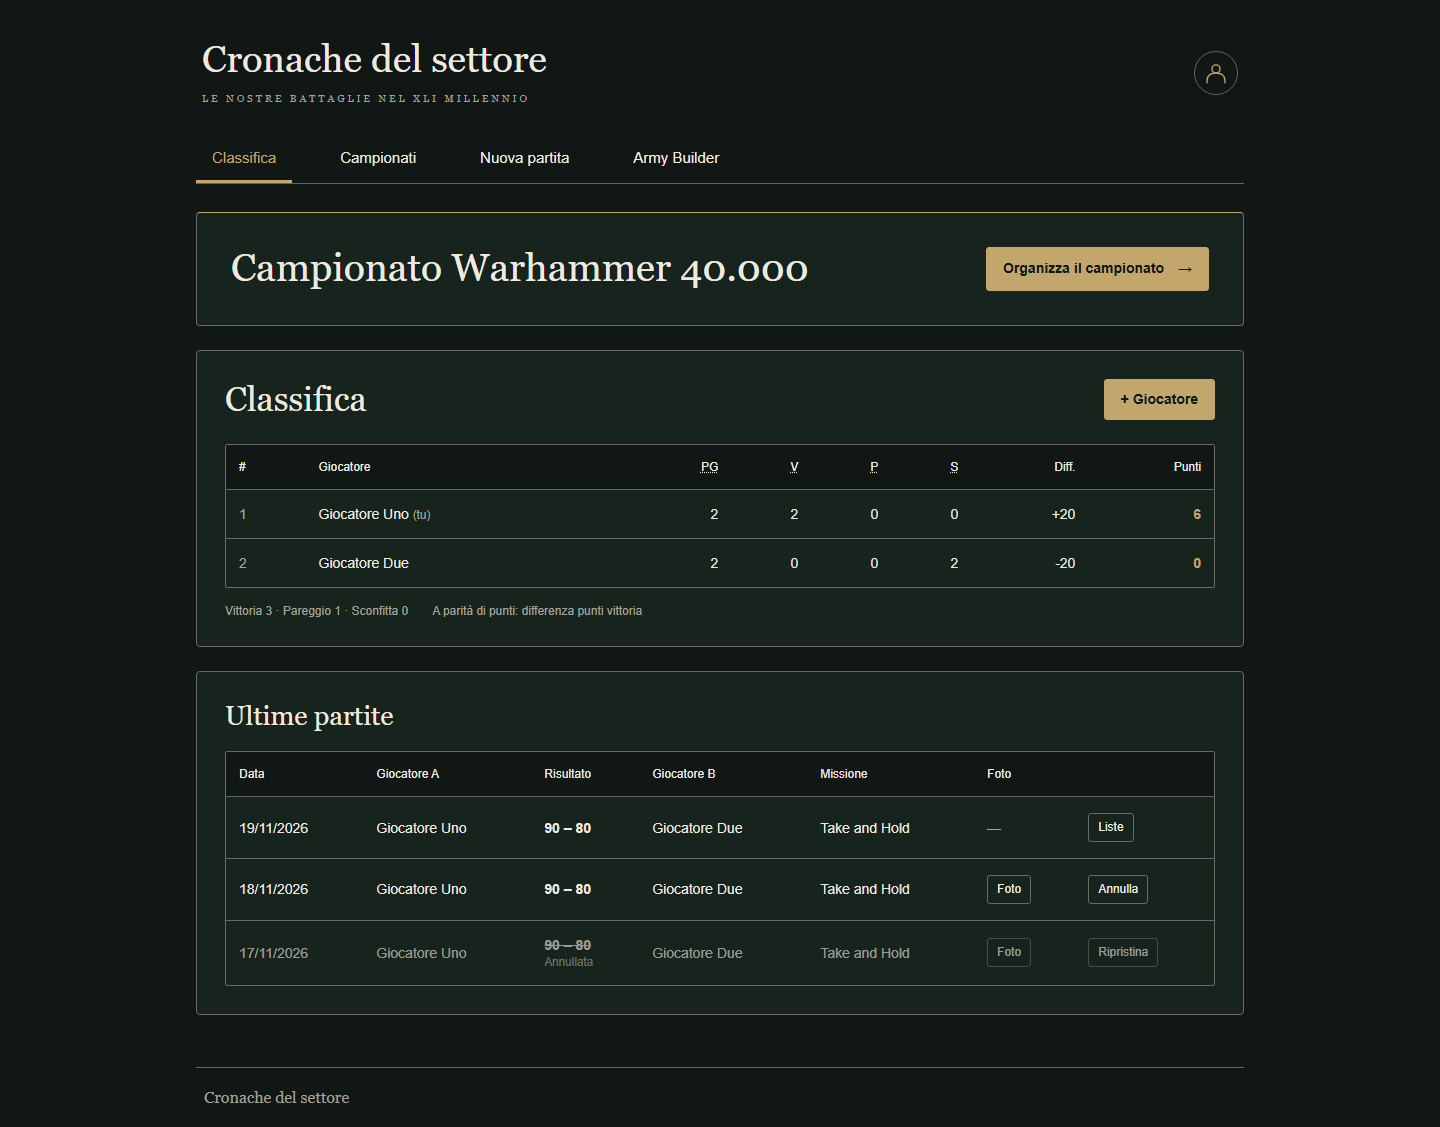 Cronache del settore
LE NOSTRE BATTAGLIE NEL XLI MILLENNIO
Classifica Campionati Nuova partita Army Builder
Campionato Warhammer 40.000 Organizza il campionato →
Classifica + Giocatore
# Giocatore PG V P S Diff. Punti
1 Giocatore Uno (tu) 2 2 0 0 +20 6
2 Giocatore Due 2 0 0 2 -20 0
Vittoria 3 · Pareggio 1 · Sconfitta 0 A parità di punti: differenza punti vittoria
Ultime partite
Data Giocatore A Risultato Giocatore B Missione Foto
19/11/2026 Giocatore Uno 90 – 80 Giocatore Due Take and Hold — Liste
18/11/2026 Giocatore Uno 90 – 80 Giocatore Due Take and Hold Foto Annulla
17/11/2026 Giocatore Uno 90 – 80 Giocatore Due Take and Hold Foto Ripristina
Annullata
Cronache del settore